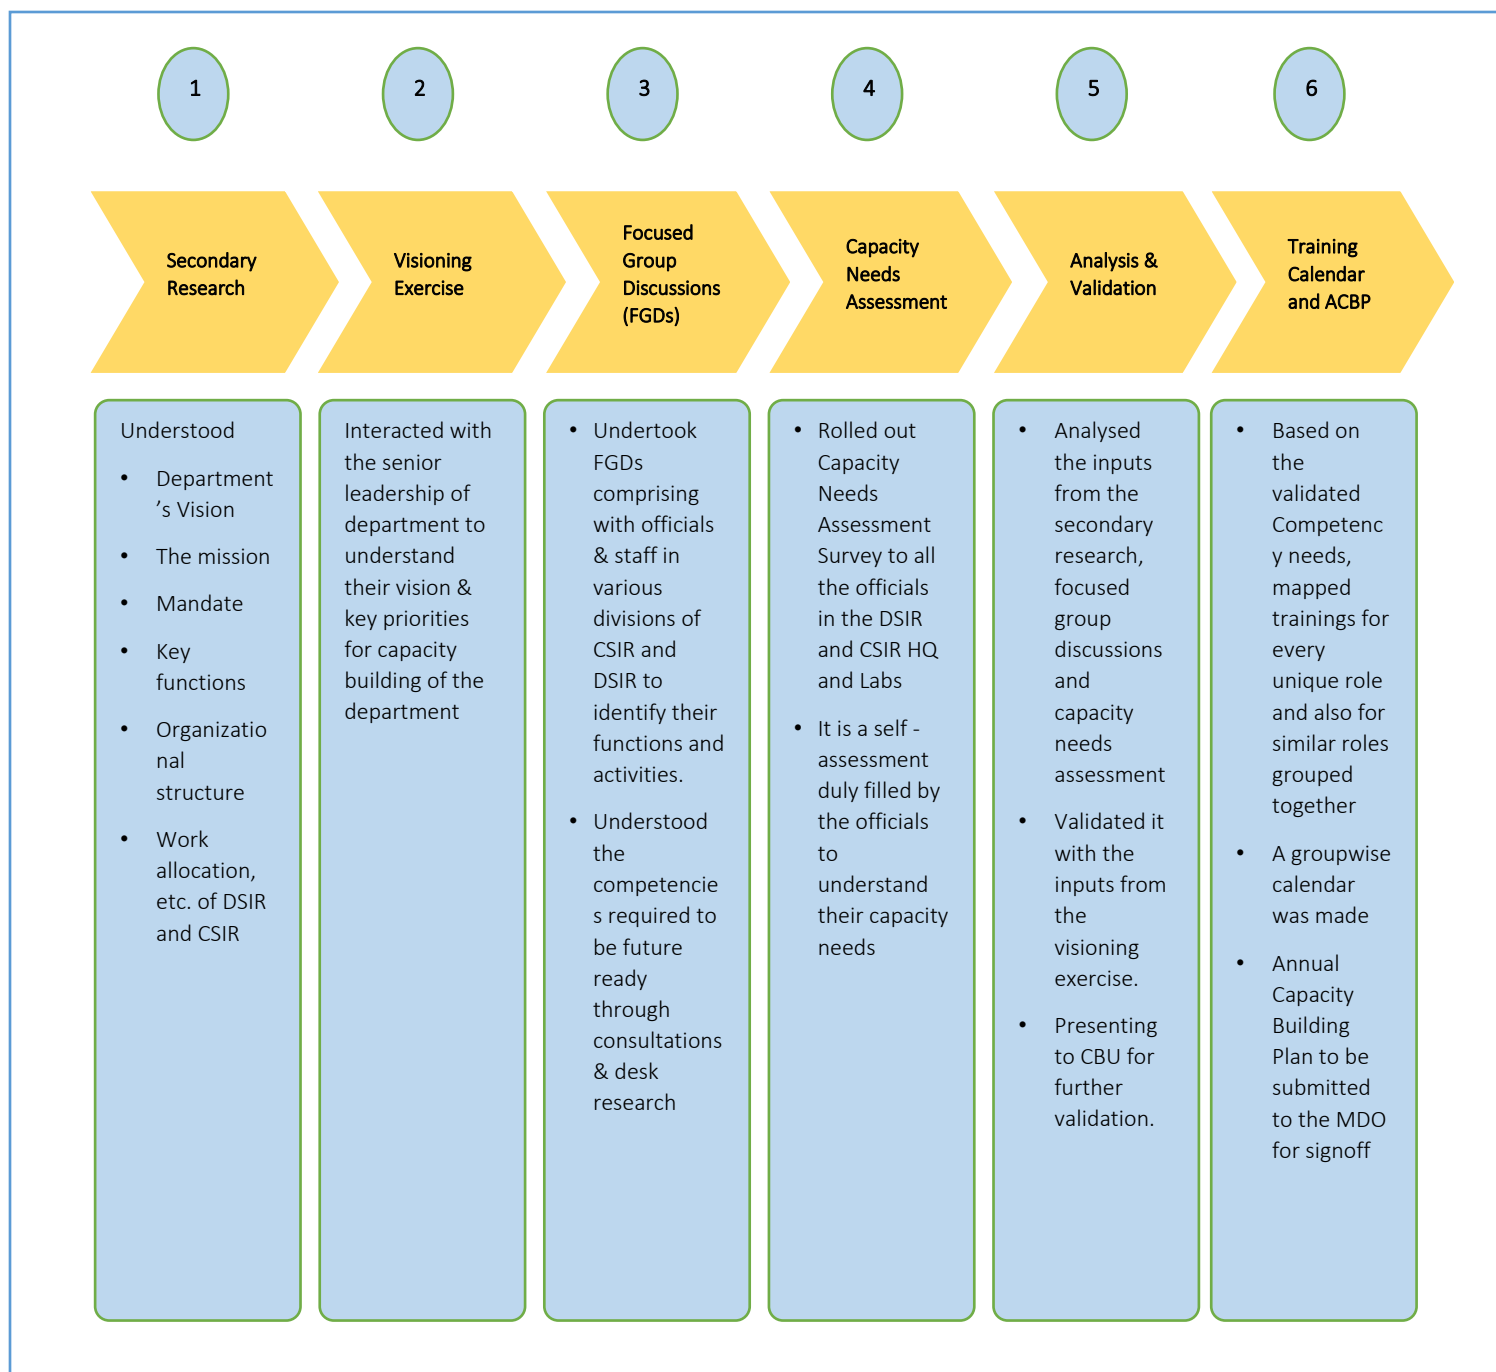 1
2
3
4
5
6
Secondary
Research
Visioning
Exercise
Focused
Group
Discussions
(FGDs)
Capacity
Needs
Assessment
Analysis &
Validation
Training
Calendar
and ACBP
Understood
• Department
’s Vision
• The mission
• Mandate
• Key
functions
• Organizatio
nal
structure
• Work
allocation,
etc. of DSIR
and CSIR
Interacted with
the senior
leadership of
department to
understand
their vision &
key priorities
for capacity
building of the
department
• Undertook
FGDs
comprising
with officials
& staff in
various
divisions of
CSIR and
DSIR to
identify their
functions and
activities.
• Understood
the
competencie
s required to
be future
ready
through
consultations
& desk
research
• Rolled out
Capacity
Needs
Assessment
Survey to all
the officials
in the DSIR
and CSIR HQ
and Labs
• It is a self -
assessment
duly filled by
the officials
to
understand
their capacity
needs
• Analysed
the inputs
from the
secondary
research,
focused
group
discussions
and
capacity
needs
assessment
• Validated it
with the
inputs from
the
visioning
exercise.
• Presenting
to CBU for
further
validation.
• Based on
the
validated
Competenc
y needs,
mapped
trainings for
every
unique role
and also for
similar roles
grouped
together
• A groupwise
calendar
was made
• Annual
Capacity
Building
Plan to be
submitted
to the MDO
for signoff